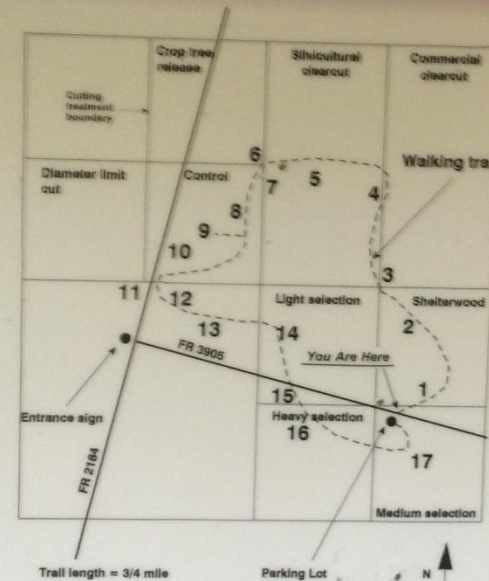 Crop tree
release
Silvicultural
clearcut
Commercial
clearcut
Cutting
treatment
boundary
6
Walking
Diameter limit
cut
Control
7
5
4
8
9
10
3
11
12
Light selection
Shelterwood
13
14
2
FR 3905
You Are Here
1
15
Entrance sign
Heavy selection
16
17
FR 2184
Medium selection
N
Trail length = 3/4 mile
Parking Lot